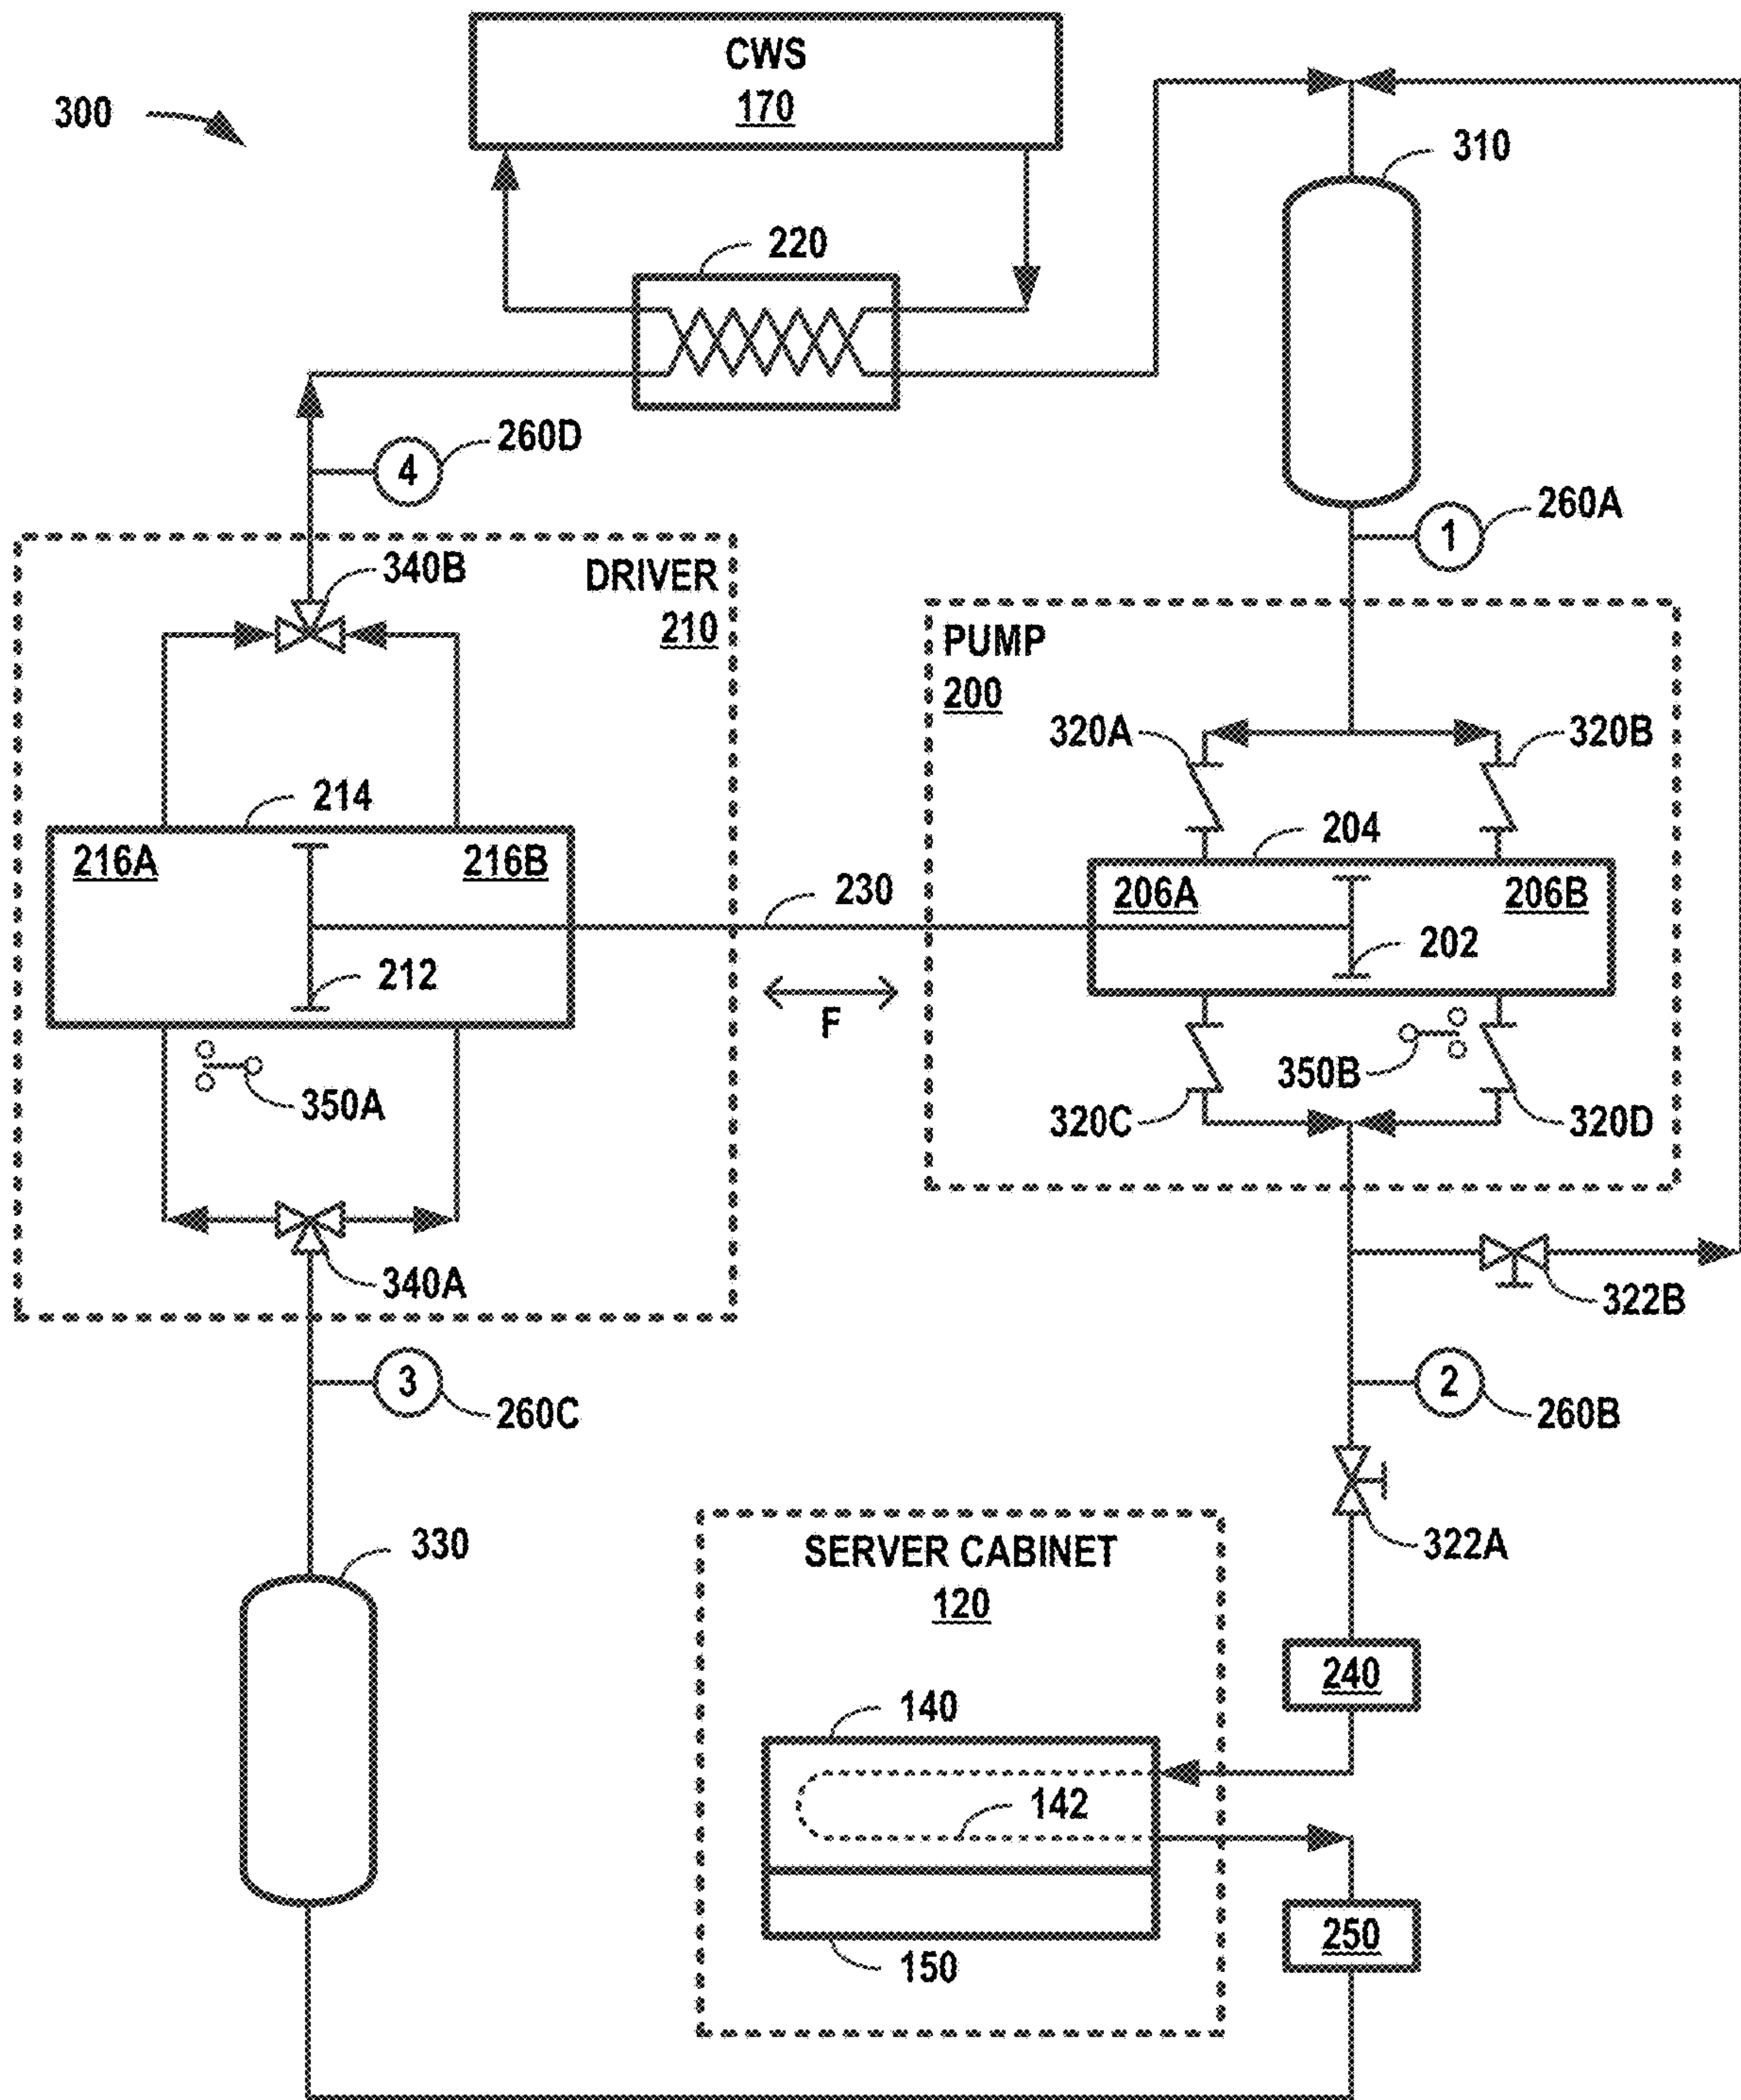 CWS
170
300
310
220
260D
4
260A
1
340B
DRIVER
210
PUMP
200
320A
320B
214
204
216A
216B
206A
206B
230
202
212
F
350A
350B
320C
320D
340A
322B
3
260C
2
260B
330
SERVER CABINET
120
322A
240
140
142
250
150